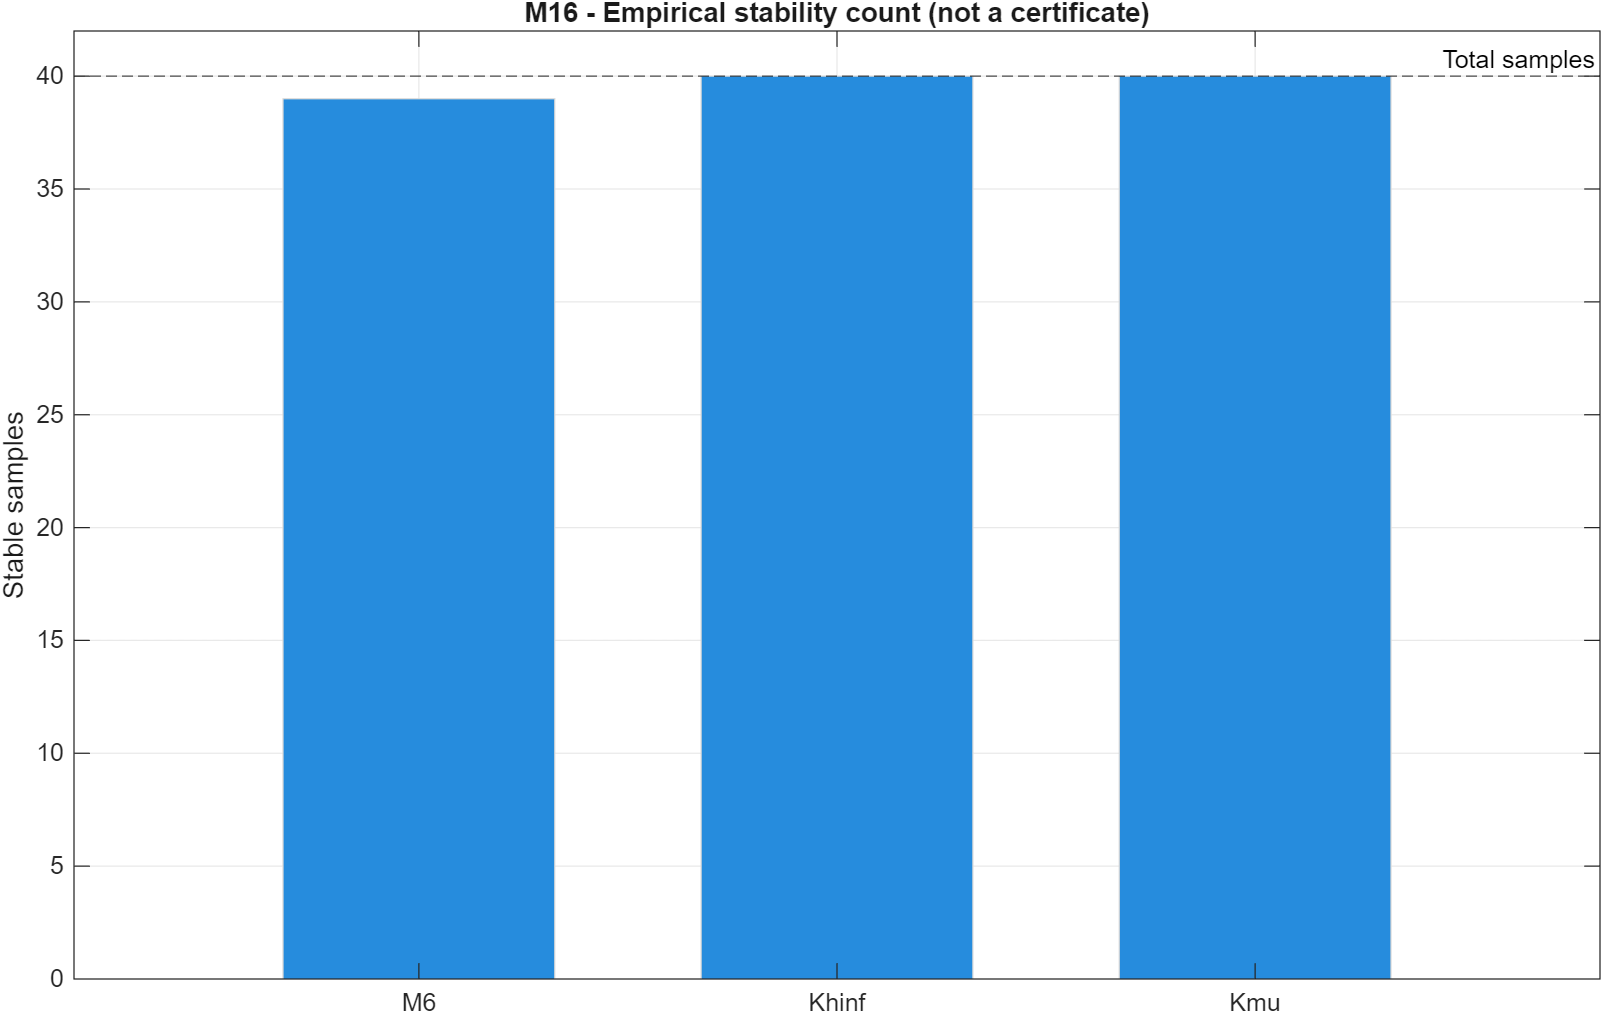 M16 - Empirical stability count (not a certificate)
Total samples
40
35
30
25
20
15
10
5
0
Stable samples
M6 Khinf Kmu